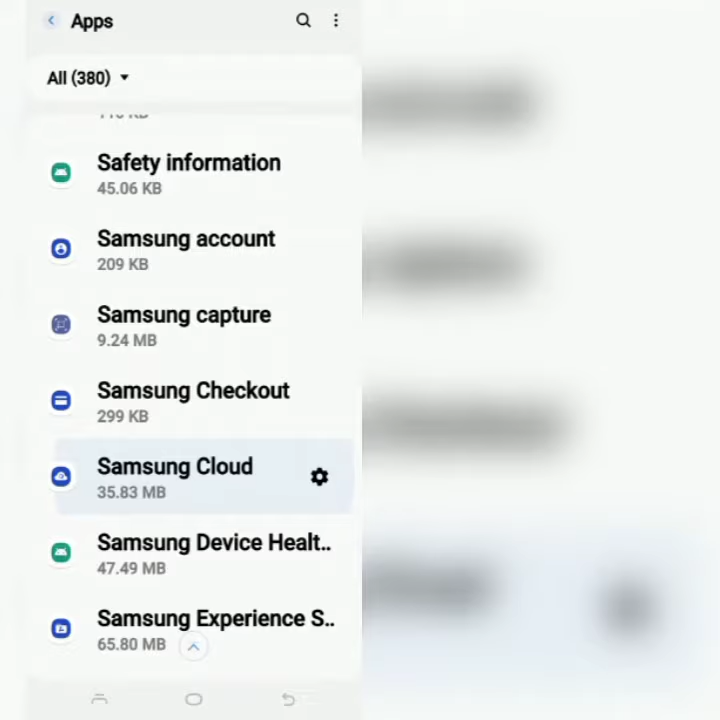 Apps
All (380)
Safety information
45.06 KB
Samsung account
209 KB
Samsung capture
9.24 MB
Samsung Checkout
299 KB
Samsung Cloud
35.83 MB
Samsung Device Healt..
47.49 MB
Samsung Experience S..
65.80 MB